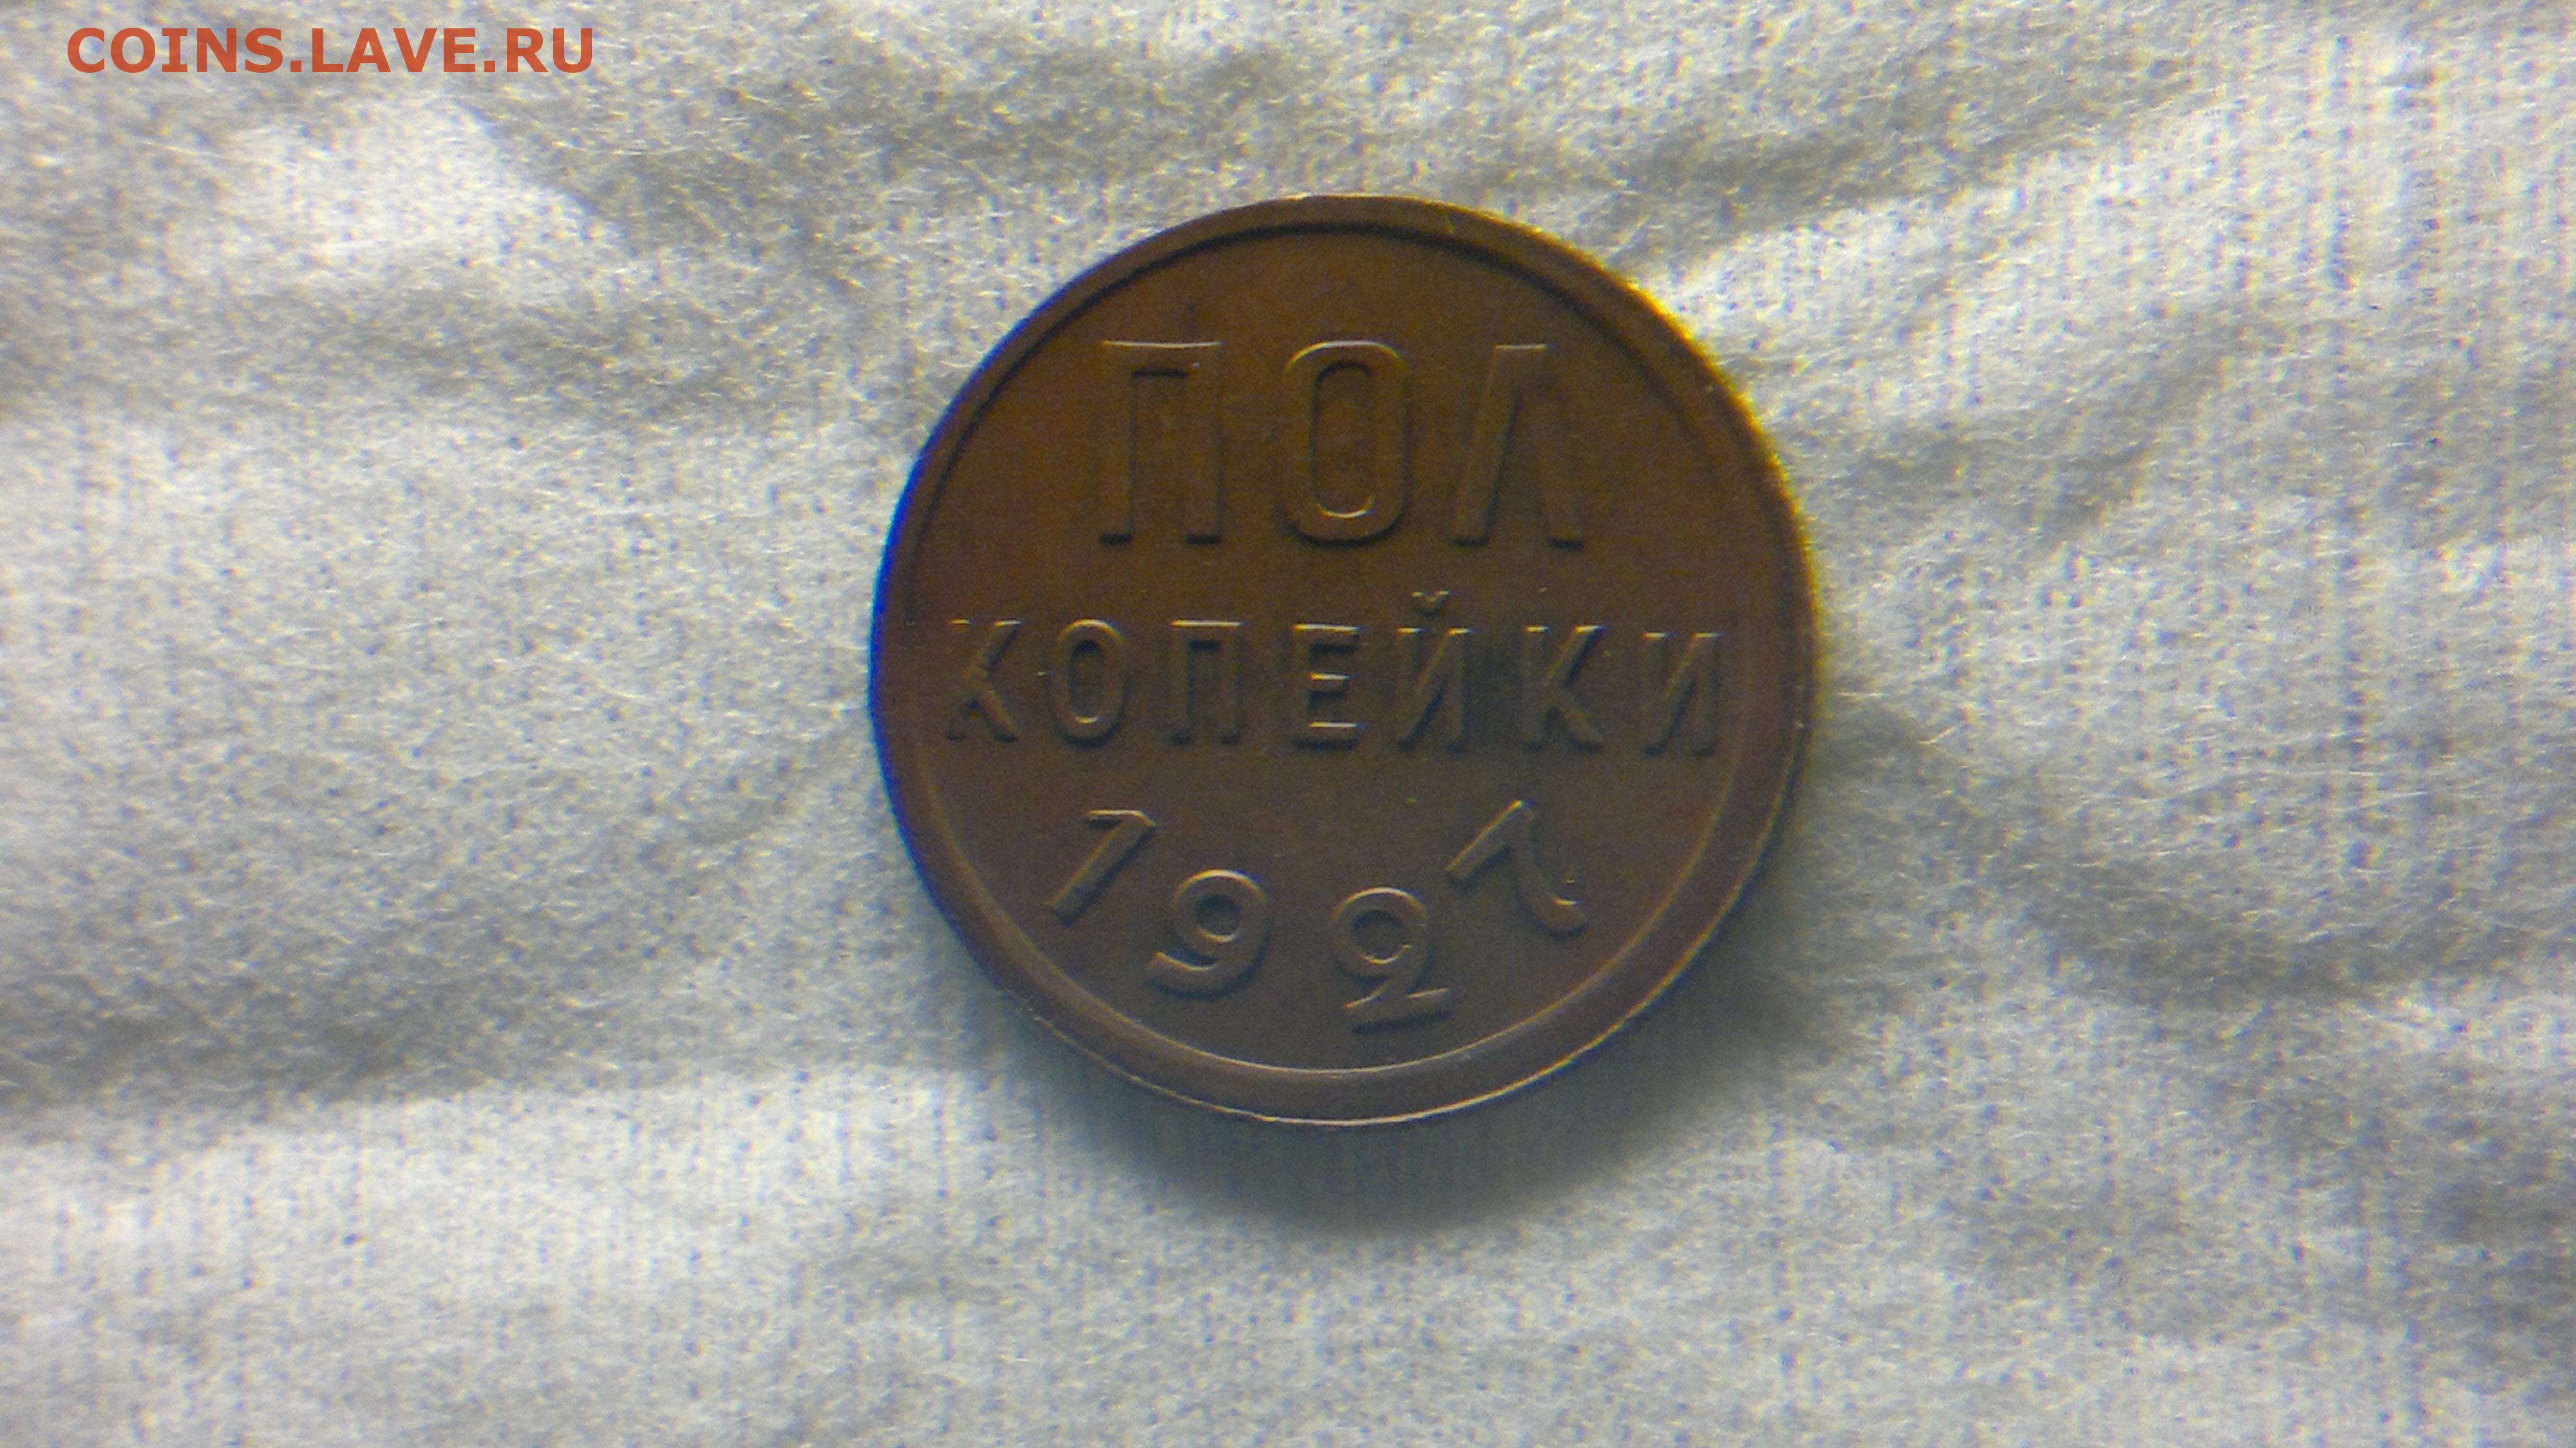 COINS.LAVE.RU
ПОЛ
КОПЕЙКИ
1927